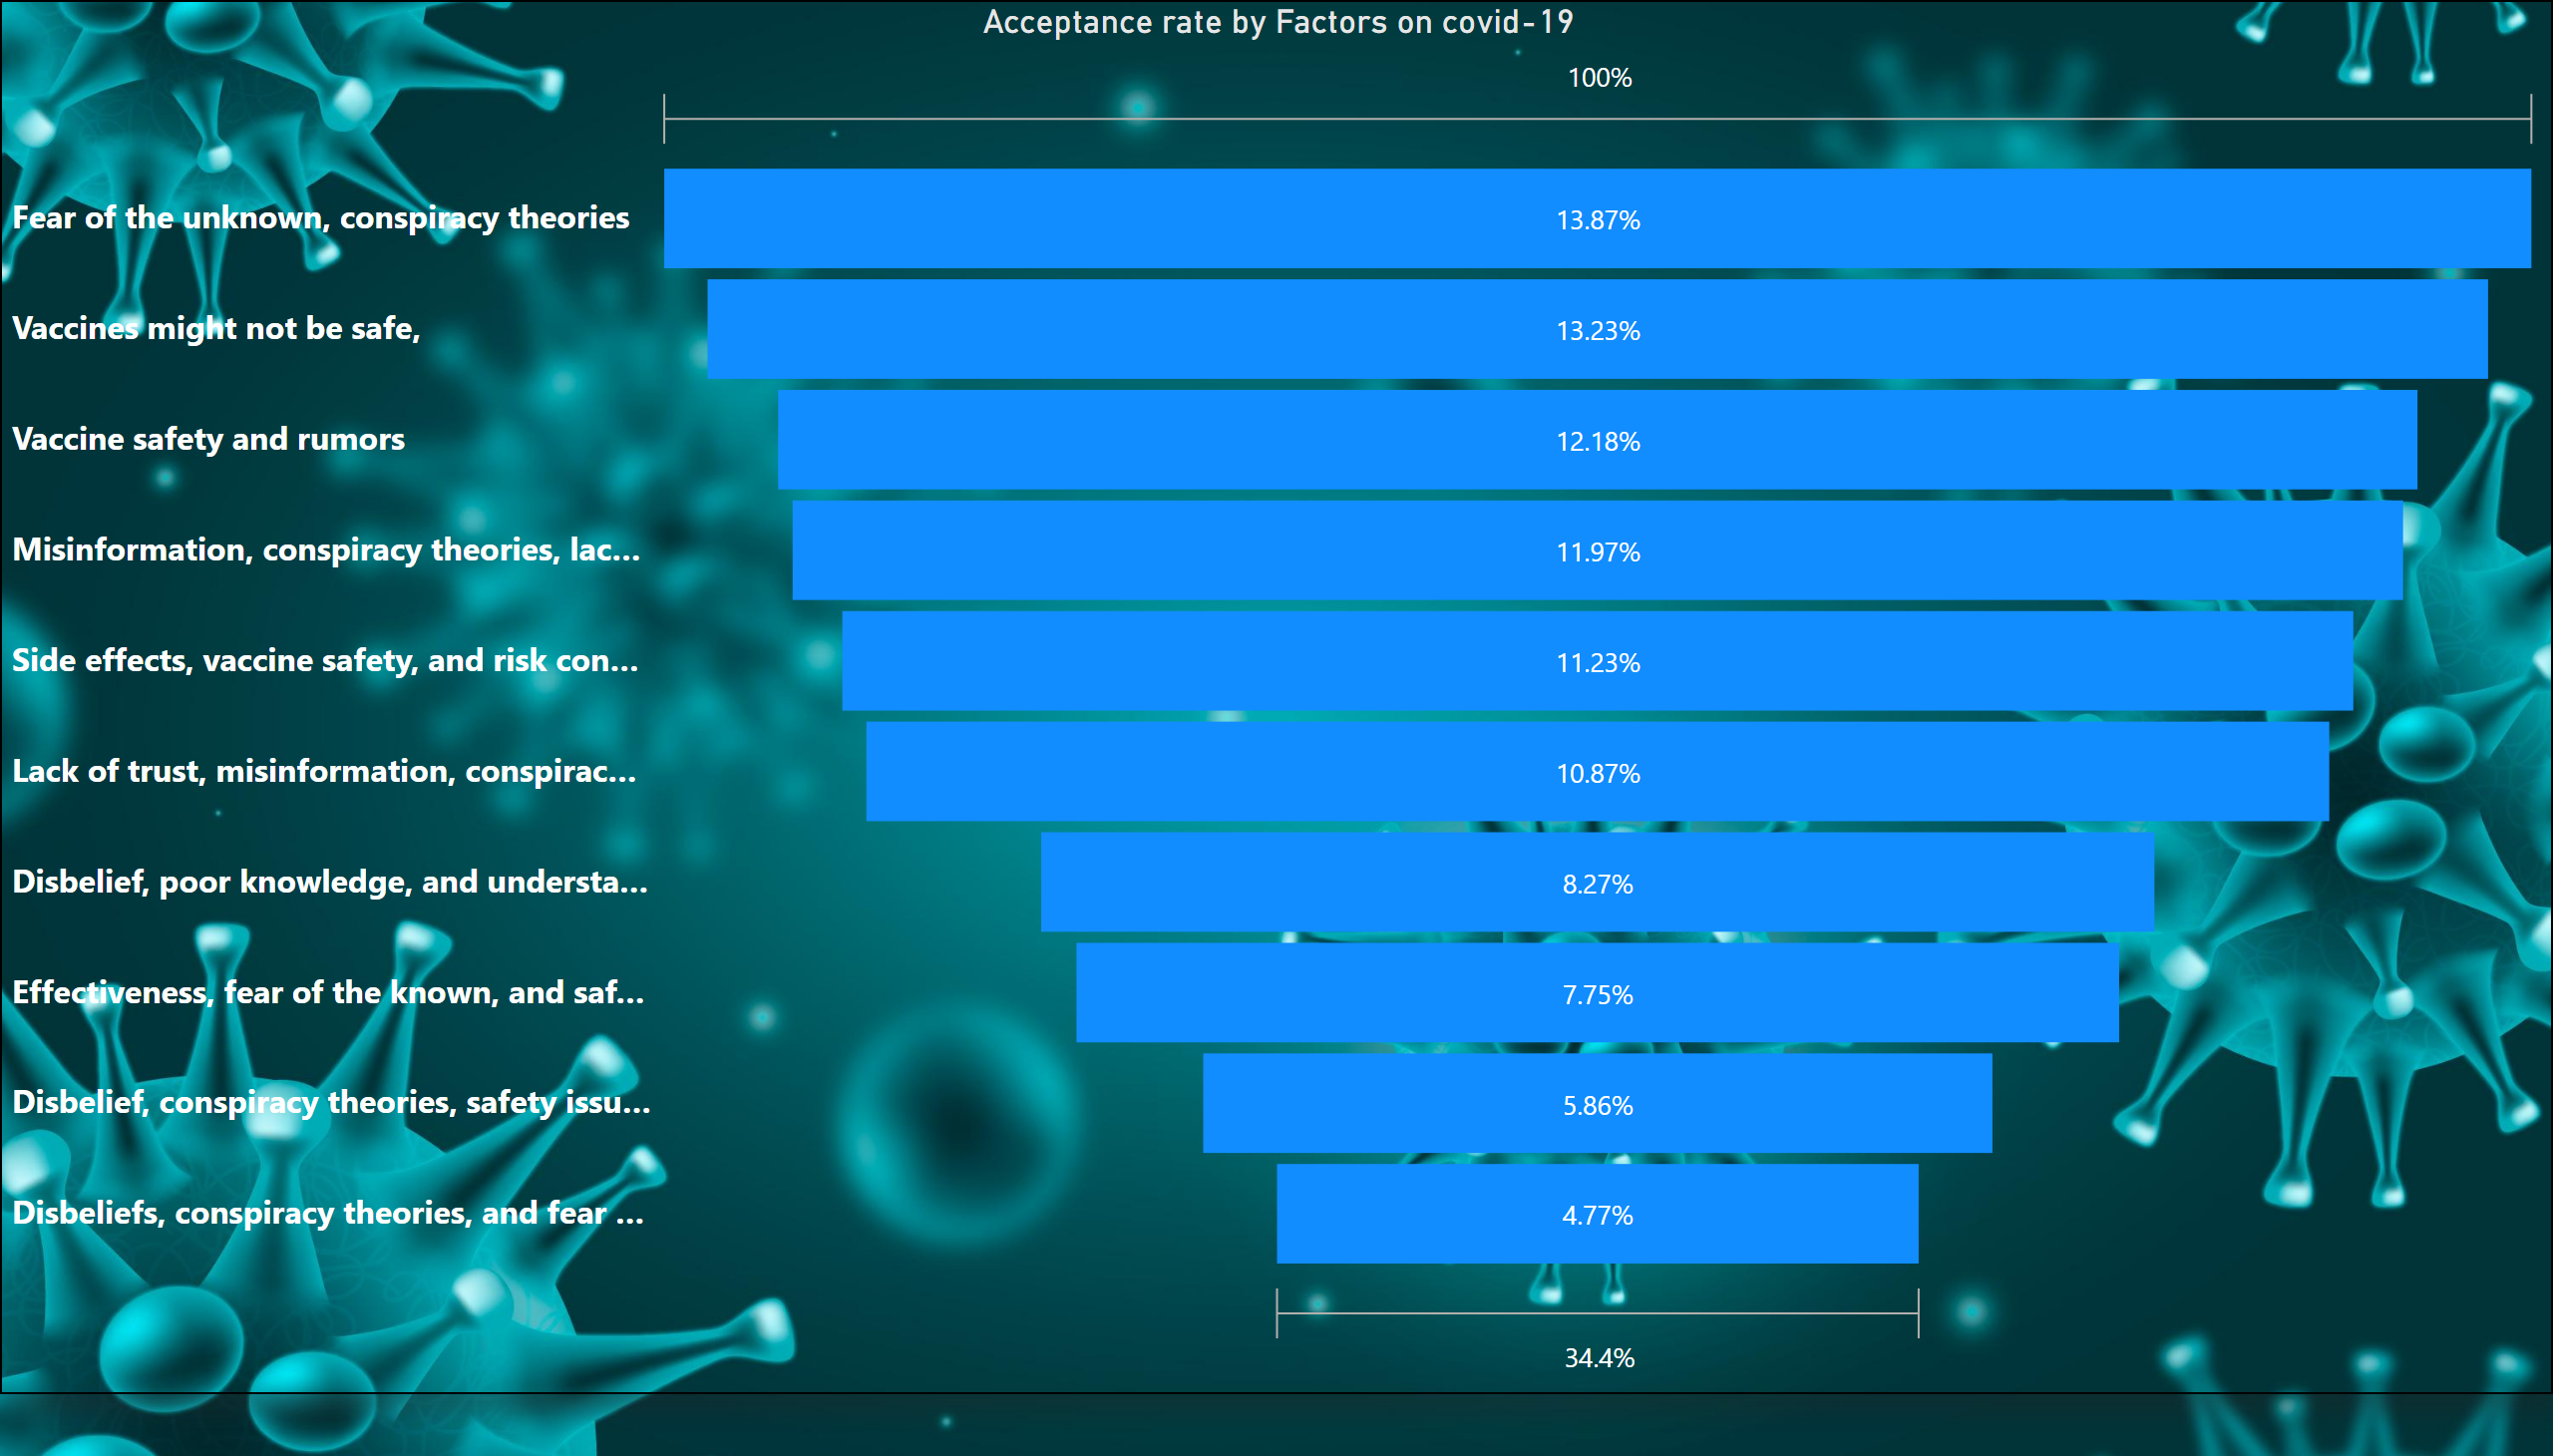 Acceptance rate by Factors on covid-19
100%
Fear of the unknown, conspiracy theories
13.87%
Vaccines might not be safe,
13.23%
Vaccine safety and rumors
12.18%
Misinformation, conspiracy theories, lac...
11.97%
Side effects, vaccine safety, and risk con...
11.23%
Lack of trust, misinformation, conspirac...
10.87%
Disbelief, poor knowledge, and understa...
8.27%
Effectiveness, fear of the known, and saf...
7.75%
Disbelief, conspiracy theories, safety issu...
5.86%
Disbeliefs, conspiracy theories, and fear ...
4.77%
34.4%